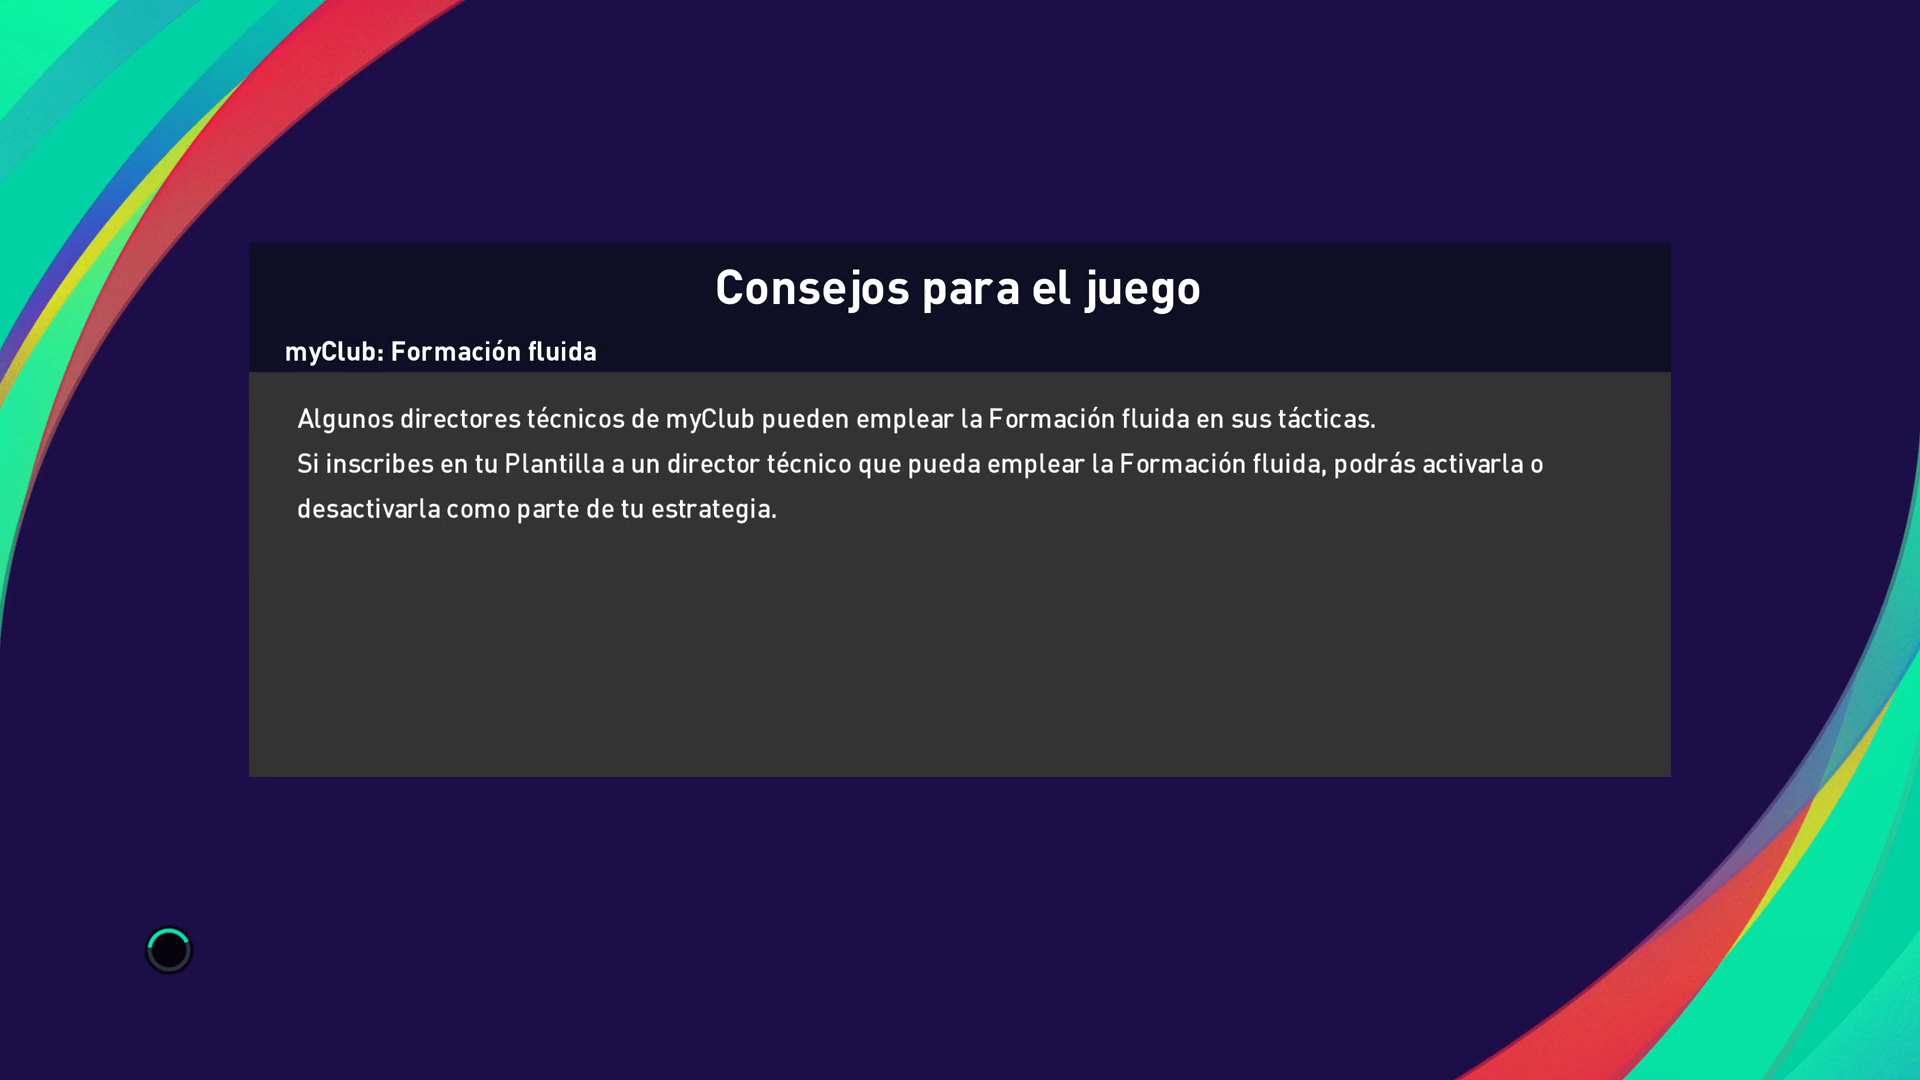 Consejos para el juego
myClub: Formación fluida
Algunos directores técnicos de myClub pueden emplear la Formación fluida en sus tácticas.
Si inscribes en tu Plantilla a un director técnico que pueda emplear la Formación fluida, podrás activarla o
desactivarla como parte de tu estrategia.